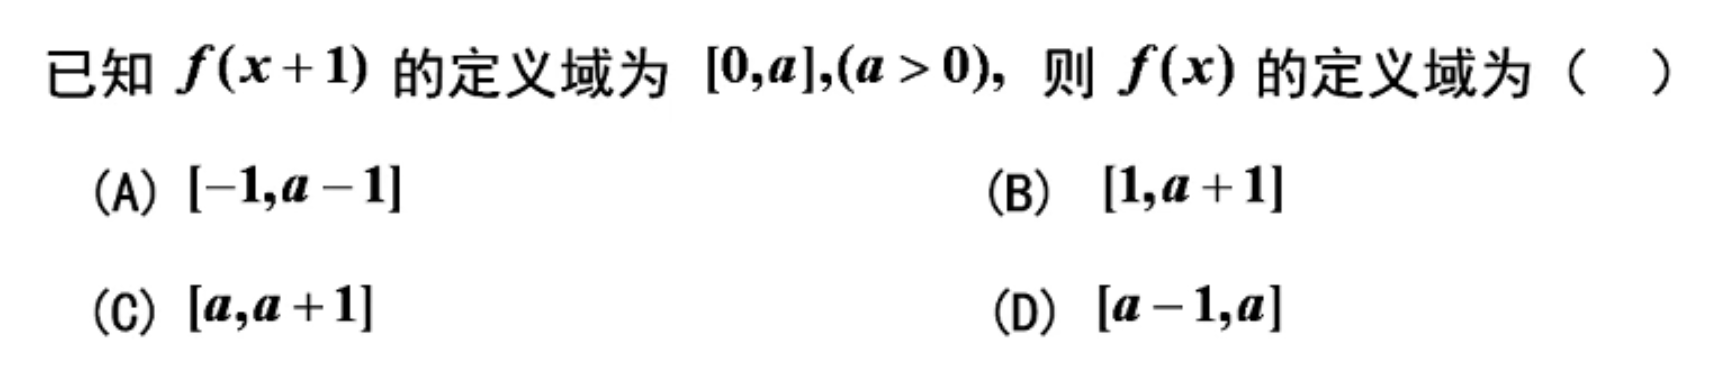 已知 f(x+1) 的定义域为 [0,a],(a>0), 则 f(x) 的定义域为（ ）
(A) [−1,a−1] (B) [1,a+1]
(C) [a,a+1] (D) [a−1,a]